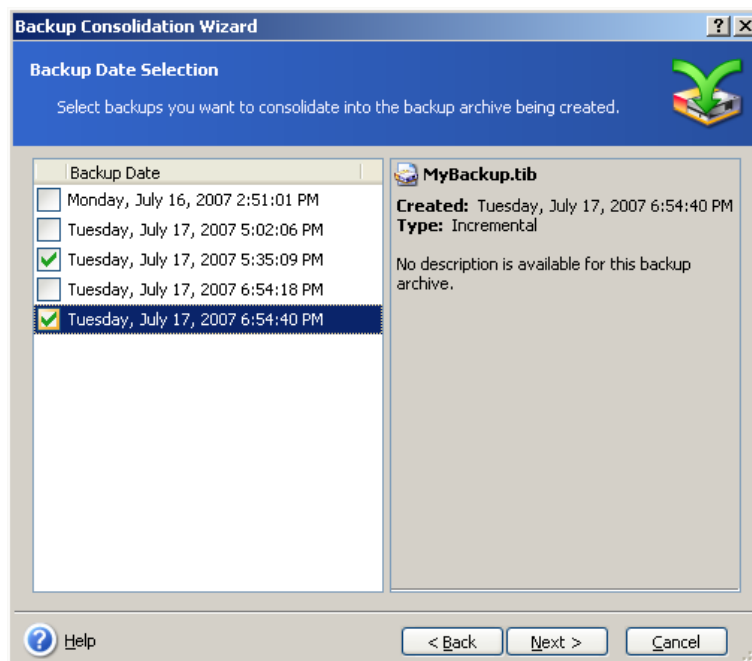 Backup Consolidation Wizard
Backup Date Selection
Select backups you want to consolidate into the backup archive being created.
Backup Date
Monday, July 16, 2007 2:51:01 PM
Tuesday, July 17, 2007 5:02:06 PM
Tuesday, July 17, 2007 5:35:09 PM
Tuesday, July 17, 2007 6:54:18 PM
Tuesday, July 17, 2007 6:54:40 PM
MyBackup.tib
Created: Tuesday, July 17, 2007 6:54:40 PM
Type: Incremental
No description is available for this backup
archive.
Help
< Back
Next >
Cancel